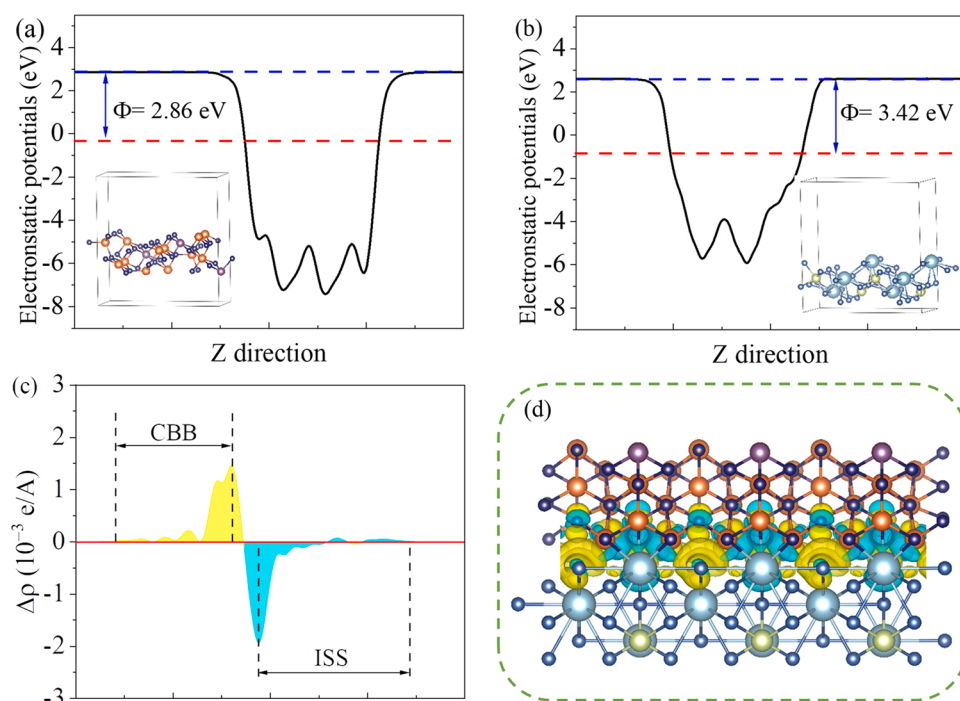 (a)
Electronstatic potentials (eV)
4
2
0
-2
-4
-6
-8
Φ= 2.86 eV
Z direction
(b)
Electronstatic potentials (eV)
4
2
0
-2
-4
-6
-8
Φ= 3.42 eV
Z direction
(c)
Δρ (10⁻³ e/A)
3
2
1
0
-1
-2
-3
CBB
ISS
(d)